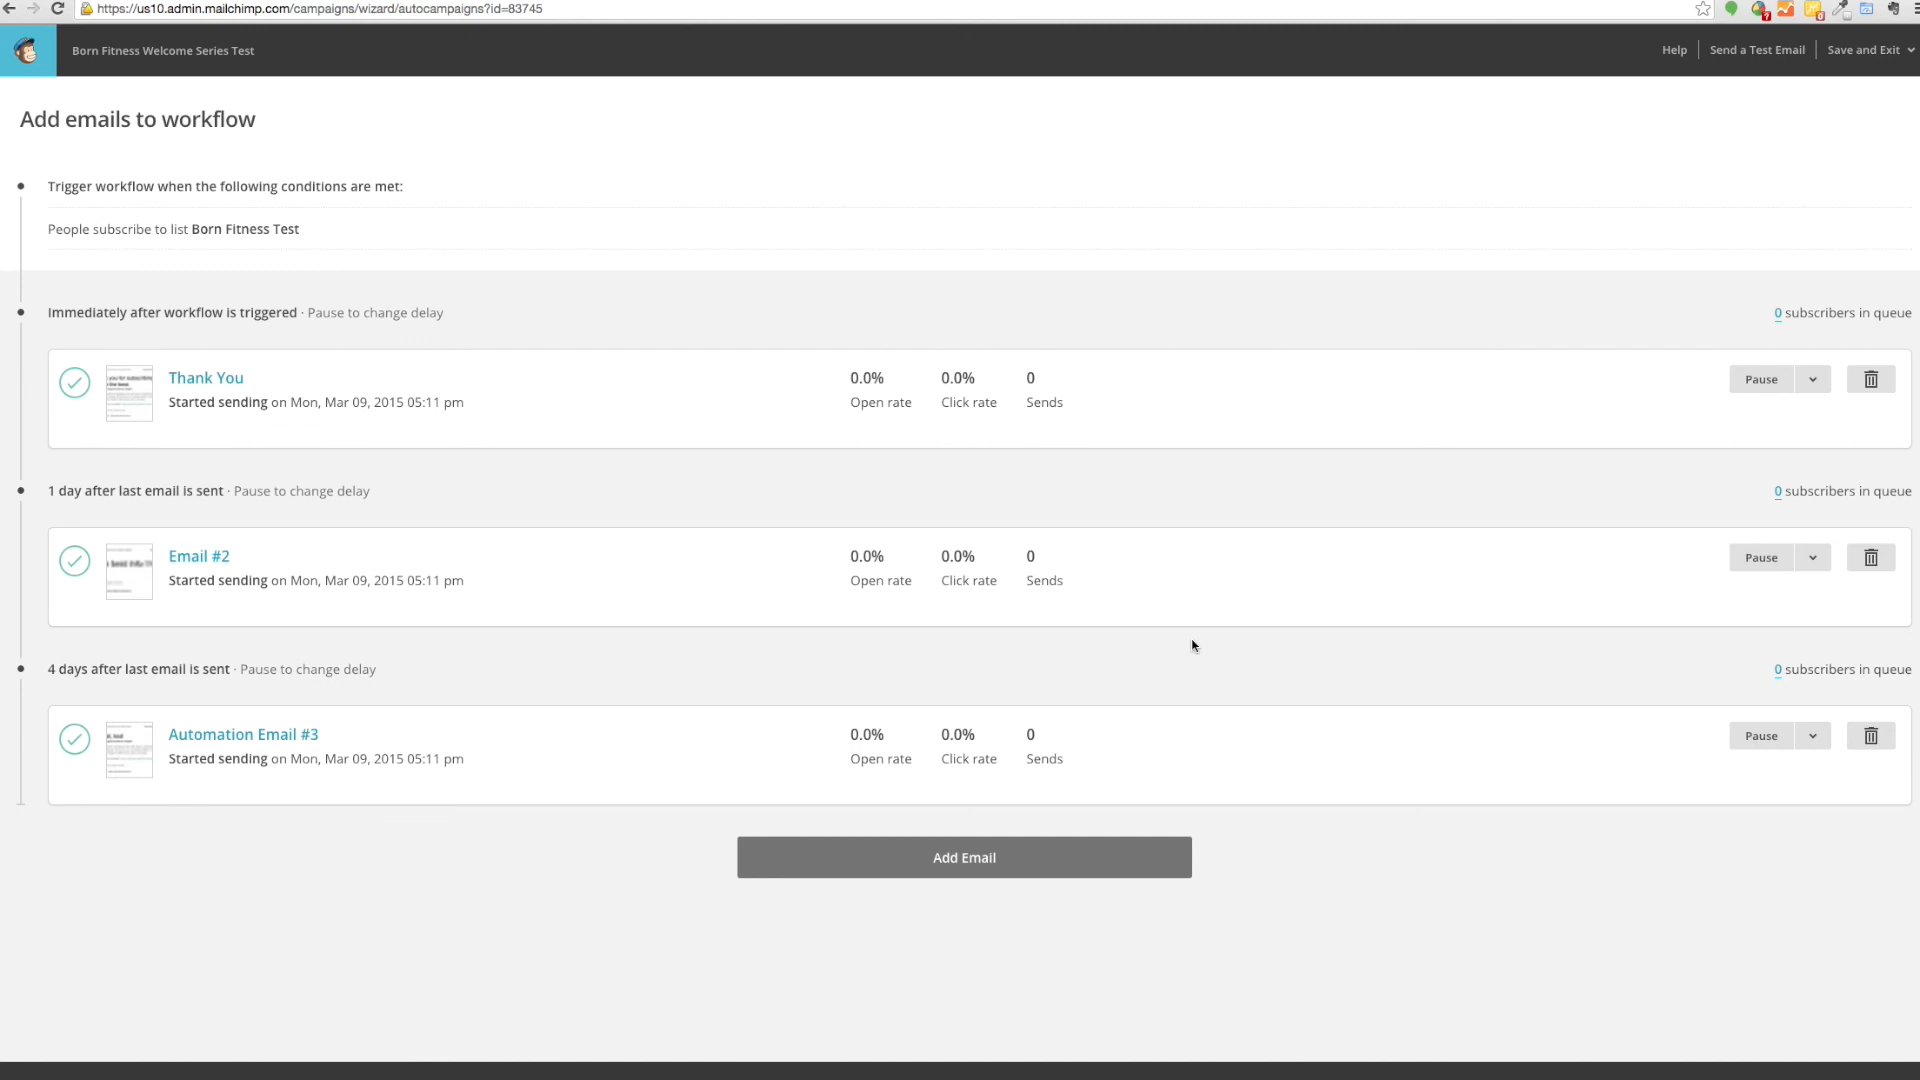 https://us10.admin.mailchimp.com/campaigns/wizard/autocampaigns?id=83745
Born Fitness Welcome Series Test
Help
Send a Test Email
Save and Exit
Add emails to workflow
Trigger workflow when the following conditions are met:
People subscribe to list Born Fitness Test
Immediately after workflow is triggered · Pause to change delay
0 subscribers in queue
Thank You
Started sending on Mon, Mar 09, 2015 05:11 pm
0.0%
Open rate
0.0%
Click rate
0
Sends
Pause
1 day after last email is sent · Pause to change delay
0 subscribers in queue
Email #2
Started sending on Mon, Mar 09, 2015 05:11 pm
0.0%
Open rate
0.0%
Click rate
0
Sends
Pause
4 days after last email is sent · Pause to change delay
0 subscribers in queue
Automation Email #3
Started sending on Mon, Mar 09, 2015 05:11 pm
0.0%
Open rate
0.0%
Click rate
0
Sends
Pause
Add Email